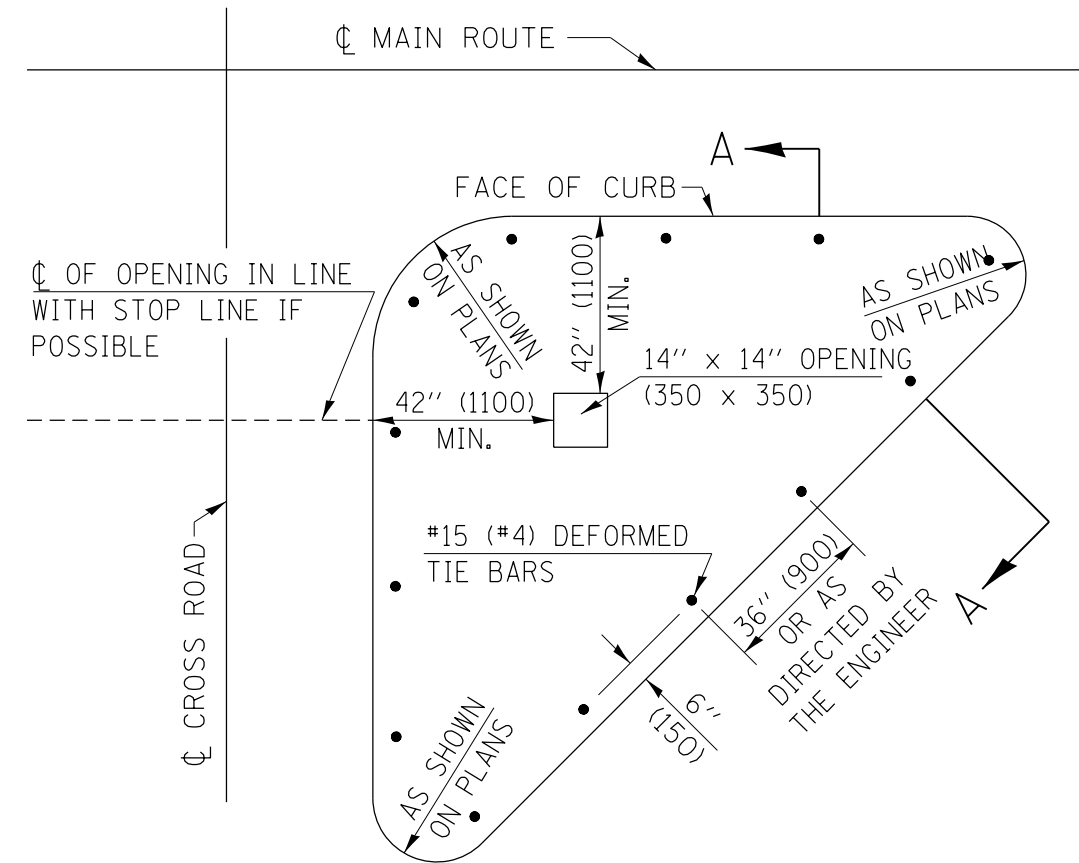 ℄ MAIN ROUTE
A
FACE OF CURB
℄ OF OPENING IN LINE
WITH STOP LINE IF
POSSIBLE
AS SHOWN
ON PLANS
42'' (1100)
MIN.
AS SHOWN
ON PLANS
14'' x 14'' OPENING
(350 x 350)
42'' (1100)
MIN.
#15 (#4) DEFORMED
TIE BARS
36'' (900)
OR AS
DIRECTED BY
THE ENGINEER
A
℄ CROSS ROAD
6''
(150)
AS SHOWN
ON PLANS